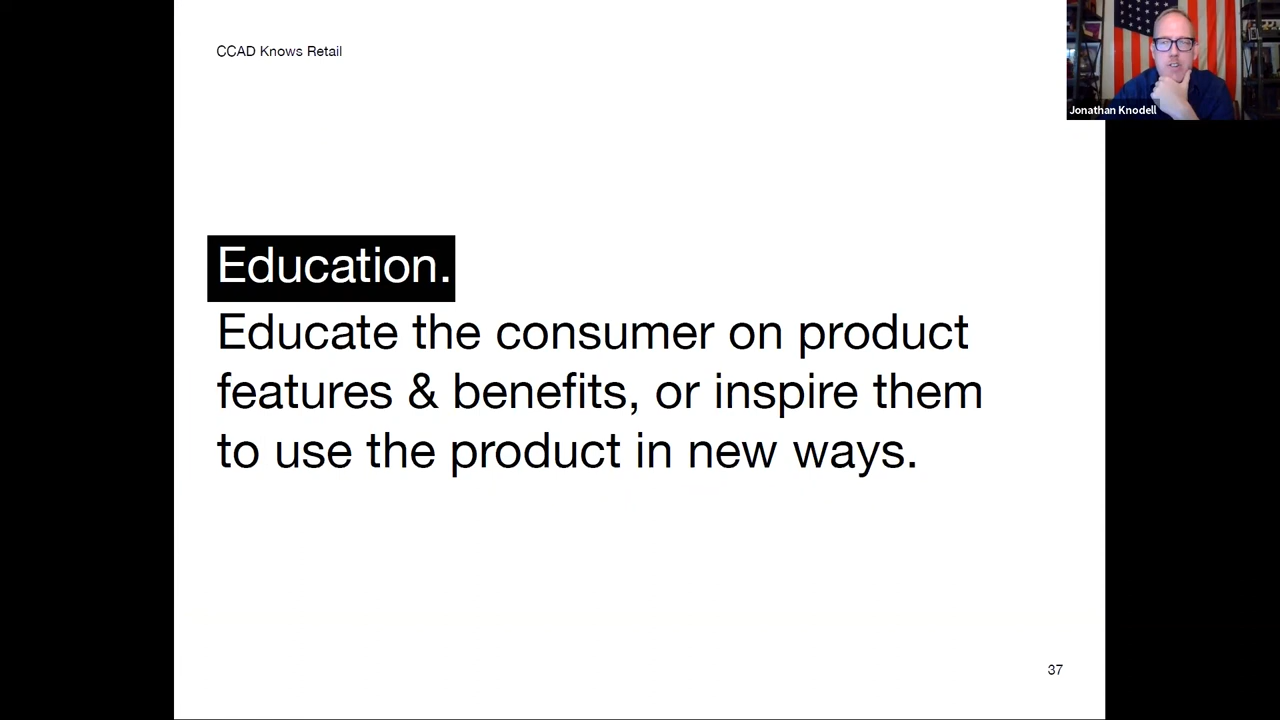 CCAD Knows Retail
Jonathan Knodell
Education.
Educate the consumer on product
features & benefits, or inspire them
to use the product in new ways.
37